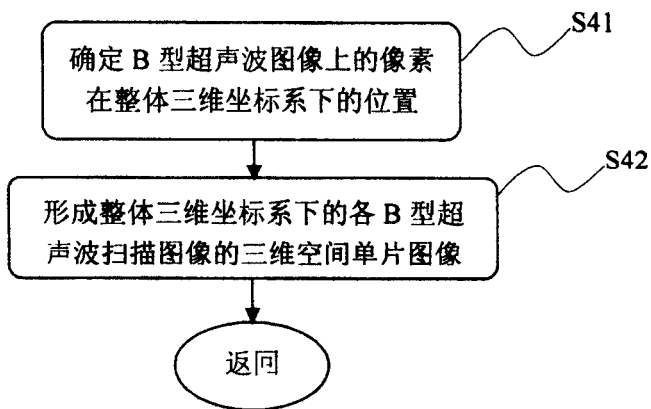 S41
确定 B 型超声波图像上的像素
在整体三维坐标系下的位置
S42
形成整体三维坐标系下的各 B 型超
声波扫描图像的三维空间单片图像
返回